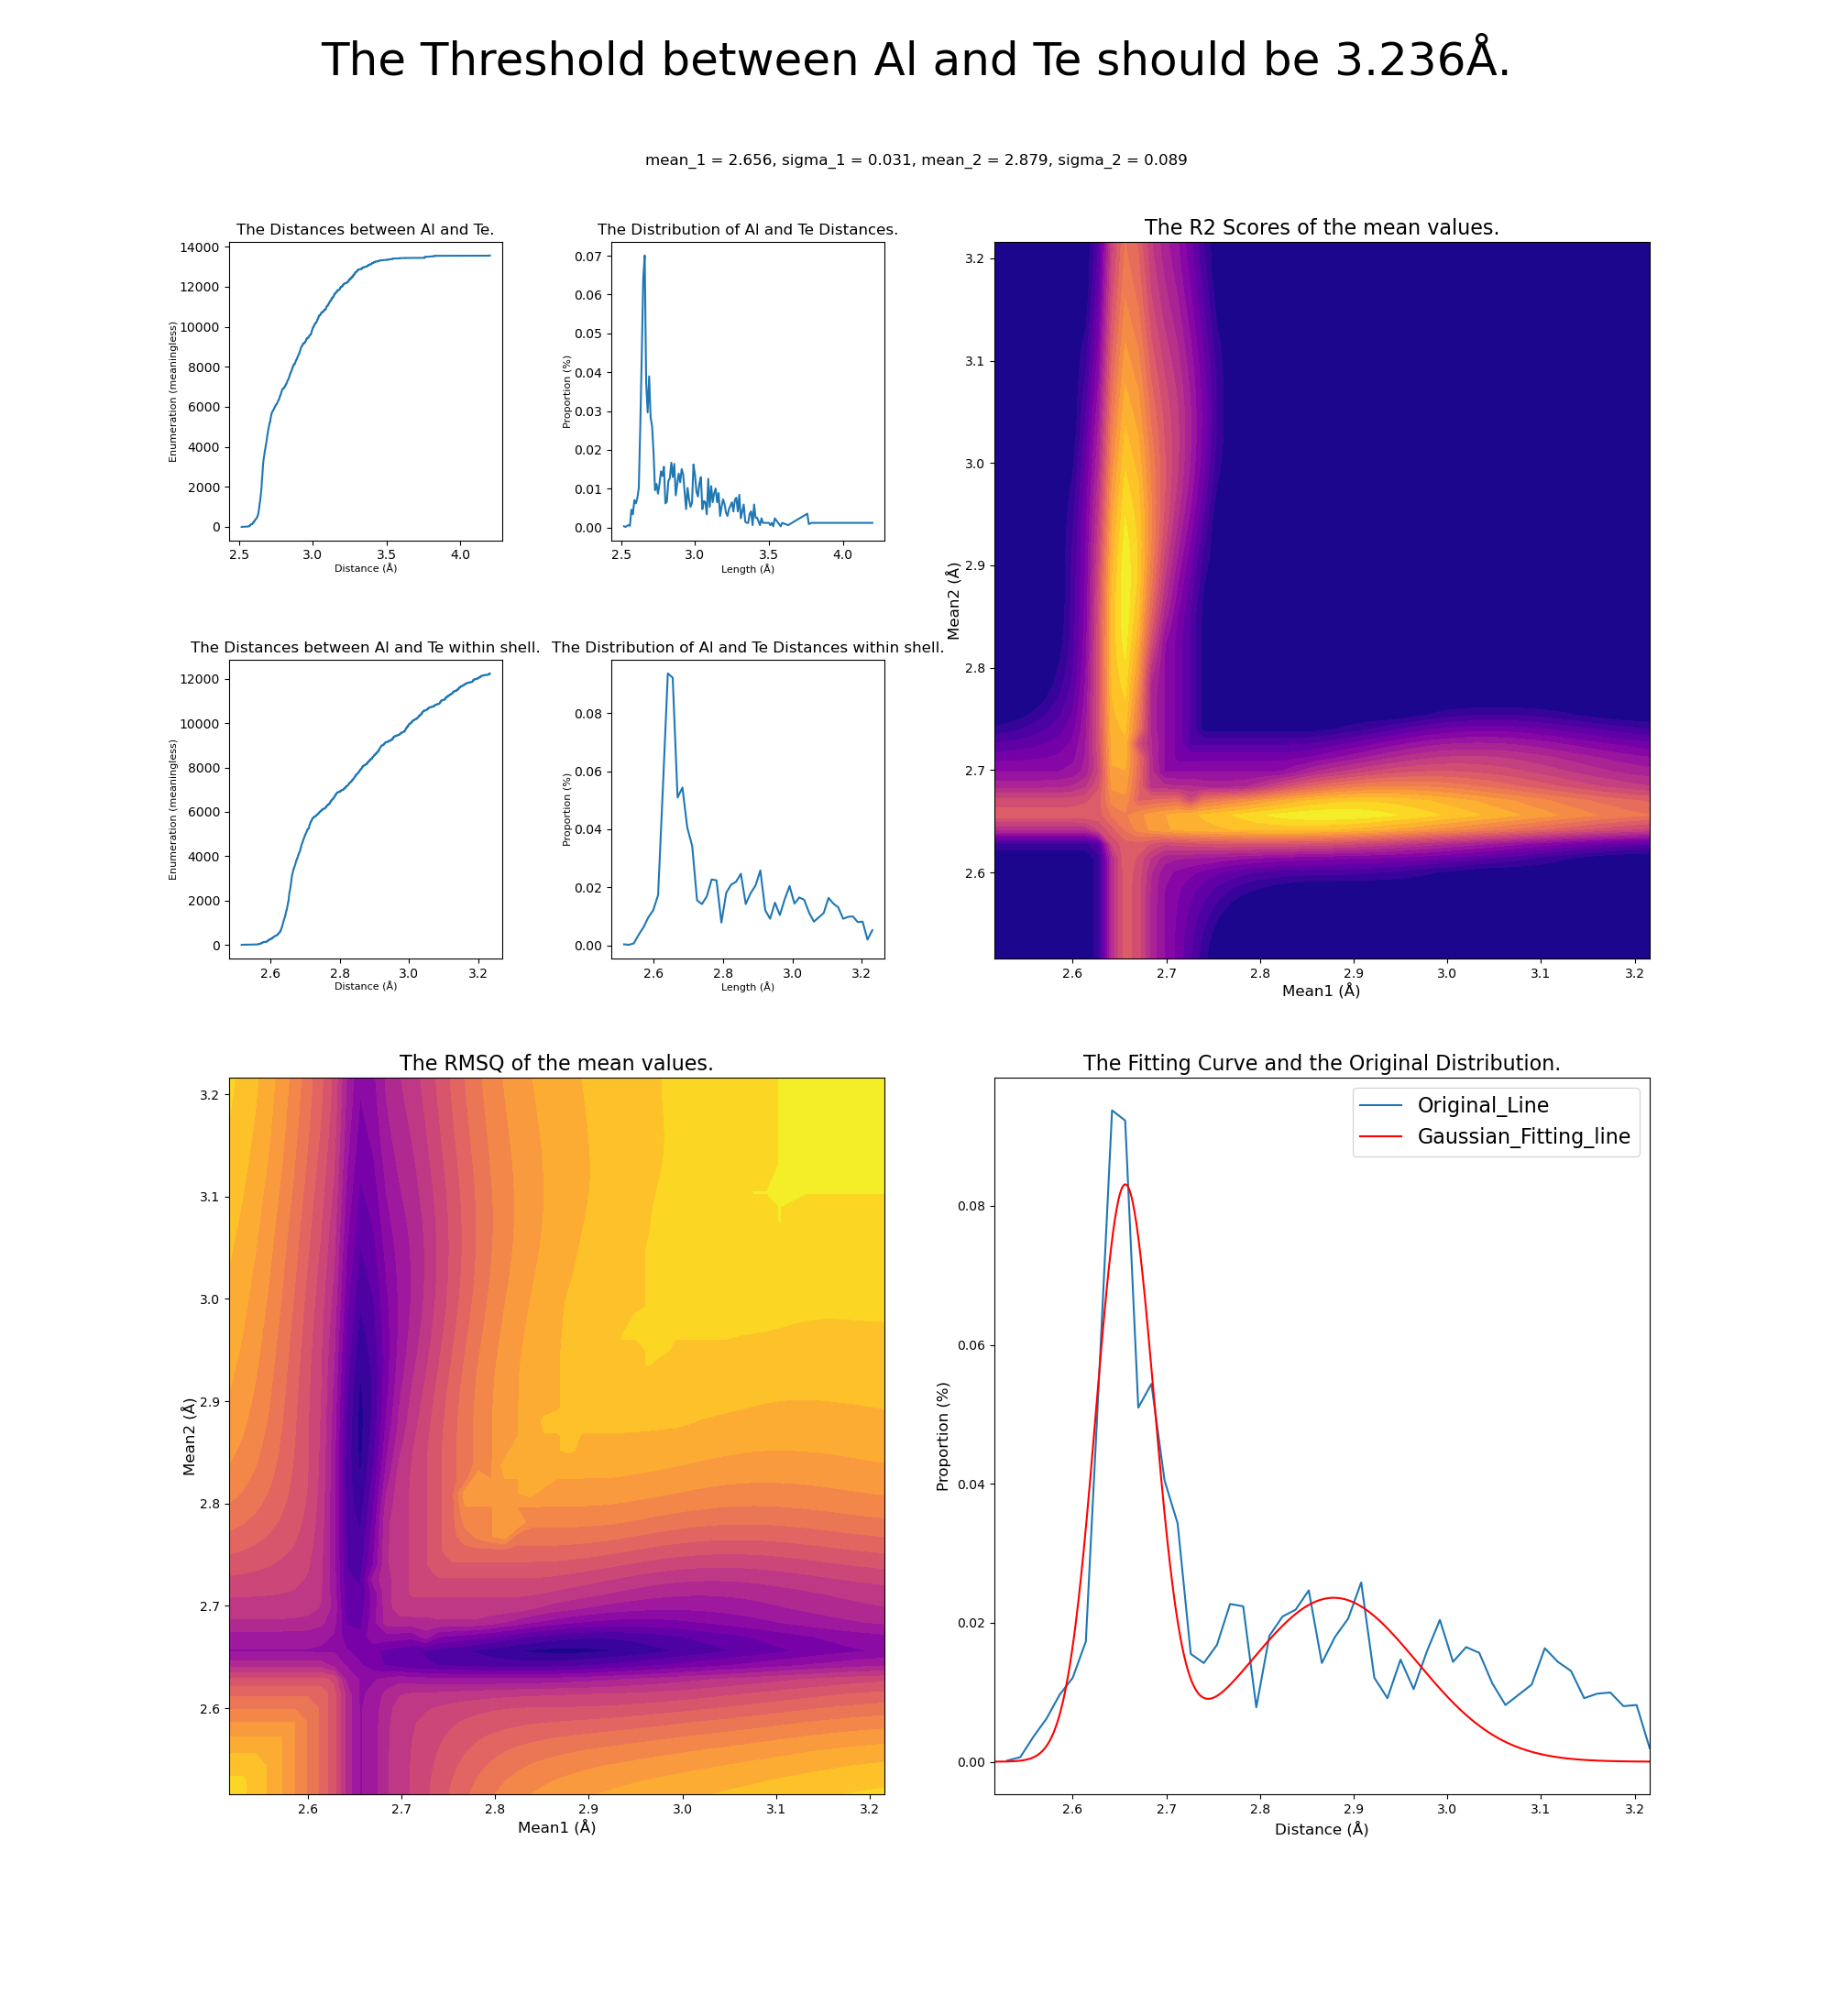 The Threshold between Al and Te should be 3.236Å.
mean_1 = 2.656, sigma_1 = 0.031, mean_2 = 2.879, sigma_2 = 0.089
The Distances between Al and Te.
14000
12000
10000
8000
6000
4000
2000
0
Enumeration (meaningless)
2.5 3.0 3.5 4.0
Distance (Å)
The Distribution of Al and Te Distances.
0.07
0.06
0.05
0.04
0.03
0.02
0.01
0.00
Proportion (%)
2.5 3.0 3.5 4.0
Length (Å)
The R2 Scores of the mean values.
3.2
3.1
3.0
2.9
2.8
2.7
2.6
Mean2 (Å)
2.6 2.7 2.8 2.9 3.0 3.1 3.2
Mean1 (Å)
The Distances between Al and Te within shell.
12000
10000
8000
6000
4000
2000
0
Enumeration (meaningless)
2.6 2.8 3.0 3.2
Distance (Å)
The Distribution of Al and Te Distances within shell.
0.08
0.06
0.04
0.02
0.00
Proportion (%)
2.6 2.8 3.0 3.2
Length (Å)
The RMSQ of the mean values.
3.2
3.1
3.0
2.9
2.8
2.7
2.6
Mean2 (Å)
2.6 2.7 2.8 2.9 3.0 3.1 3.2
Mean1 (Å)
The Fitting Curve and the Original Distribution.
Original_Line
Gaussian_Fitting_line
0.08
0.06
0.04
0.02
0.00
Proportion (%)
2.6 2.7 2.8 2.9 3.0 3.1 3.2
Distance (Å)